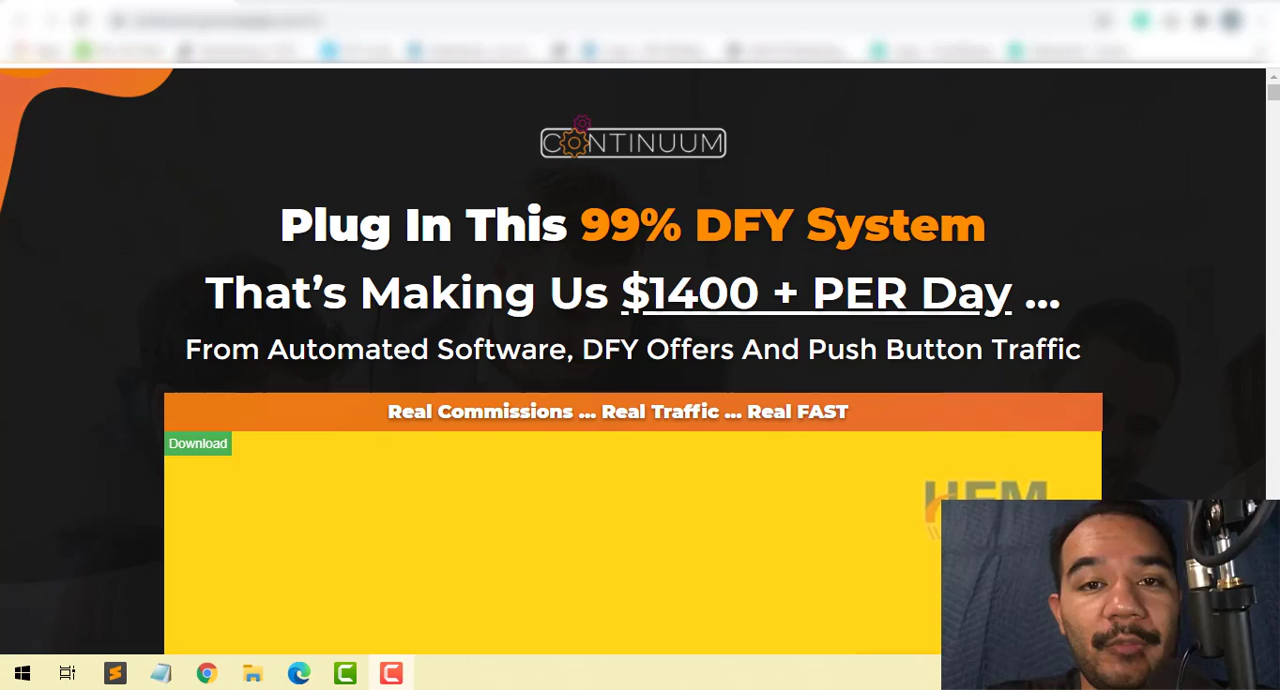 CONTINUUM
Plug In This 99% DFY System
That’s Making Us $1400 + PER Day ...
From Automated Software, DFY Offers And Push Button Traffic
Real Commissions ... Real Traffic ... Real FAST
Download